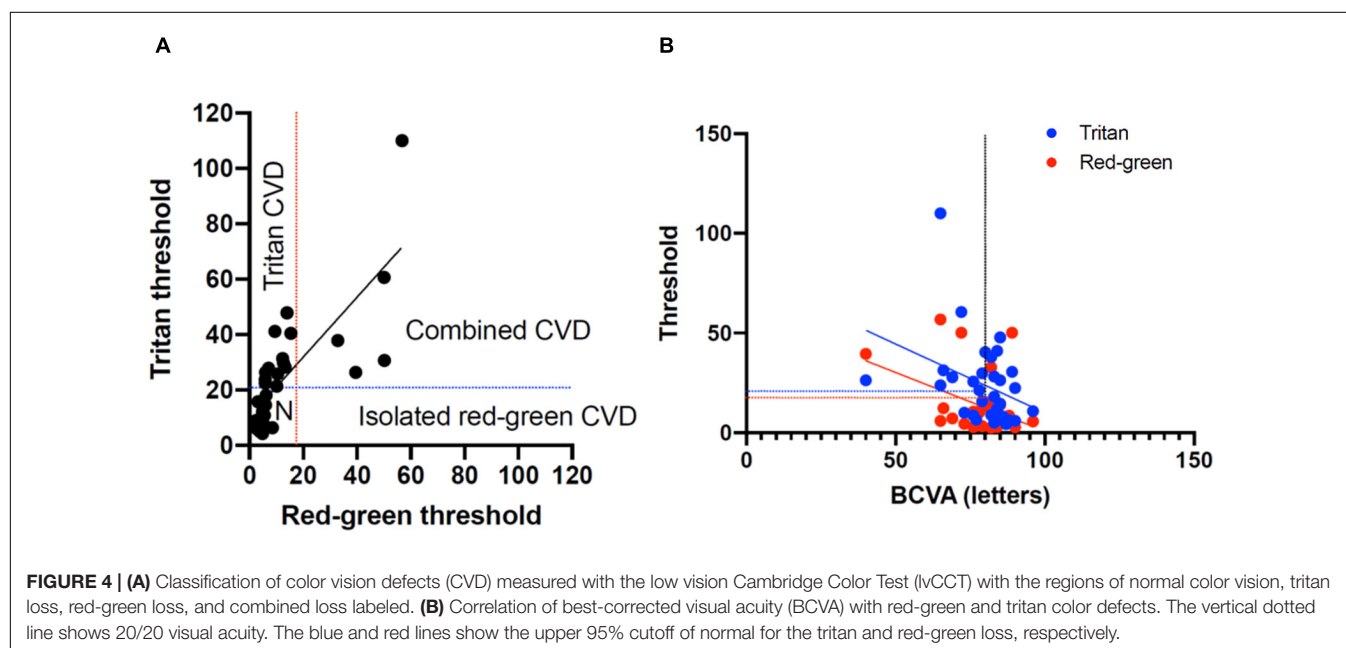 A
B
120
100
80
60
40
20
0
Tritan threshold
Tritan CVD
Combined CVD
N
Isolated red-green CVD
0 20 40 60 80 100 120
Red-green threshold
150
100
50
0
Threshold
Tritan
Red-green
0 50 100 150
BCVA (letters)
FIGURE 4 | (A) Classification of color vision defects (CVD) measured with the low vision Cambridge Color Test (lvCCT) with the regions of normal color vision, tritan
loss, red-green loss, and combined loss labeled. (B) Correlation of best-corrected visual acuity (BCVA) with red-green and tritan color defects. The vertical dotted
line shows 20/20 visual acuity. The blue and red lines show the upper 95% cutoff of normal for the tritan and red-green loss, respectively.